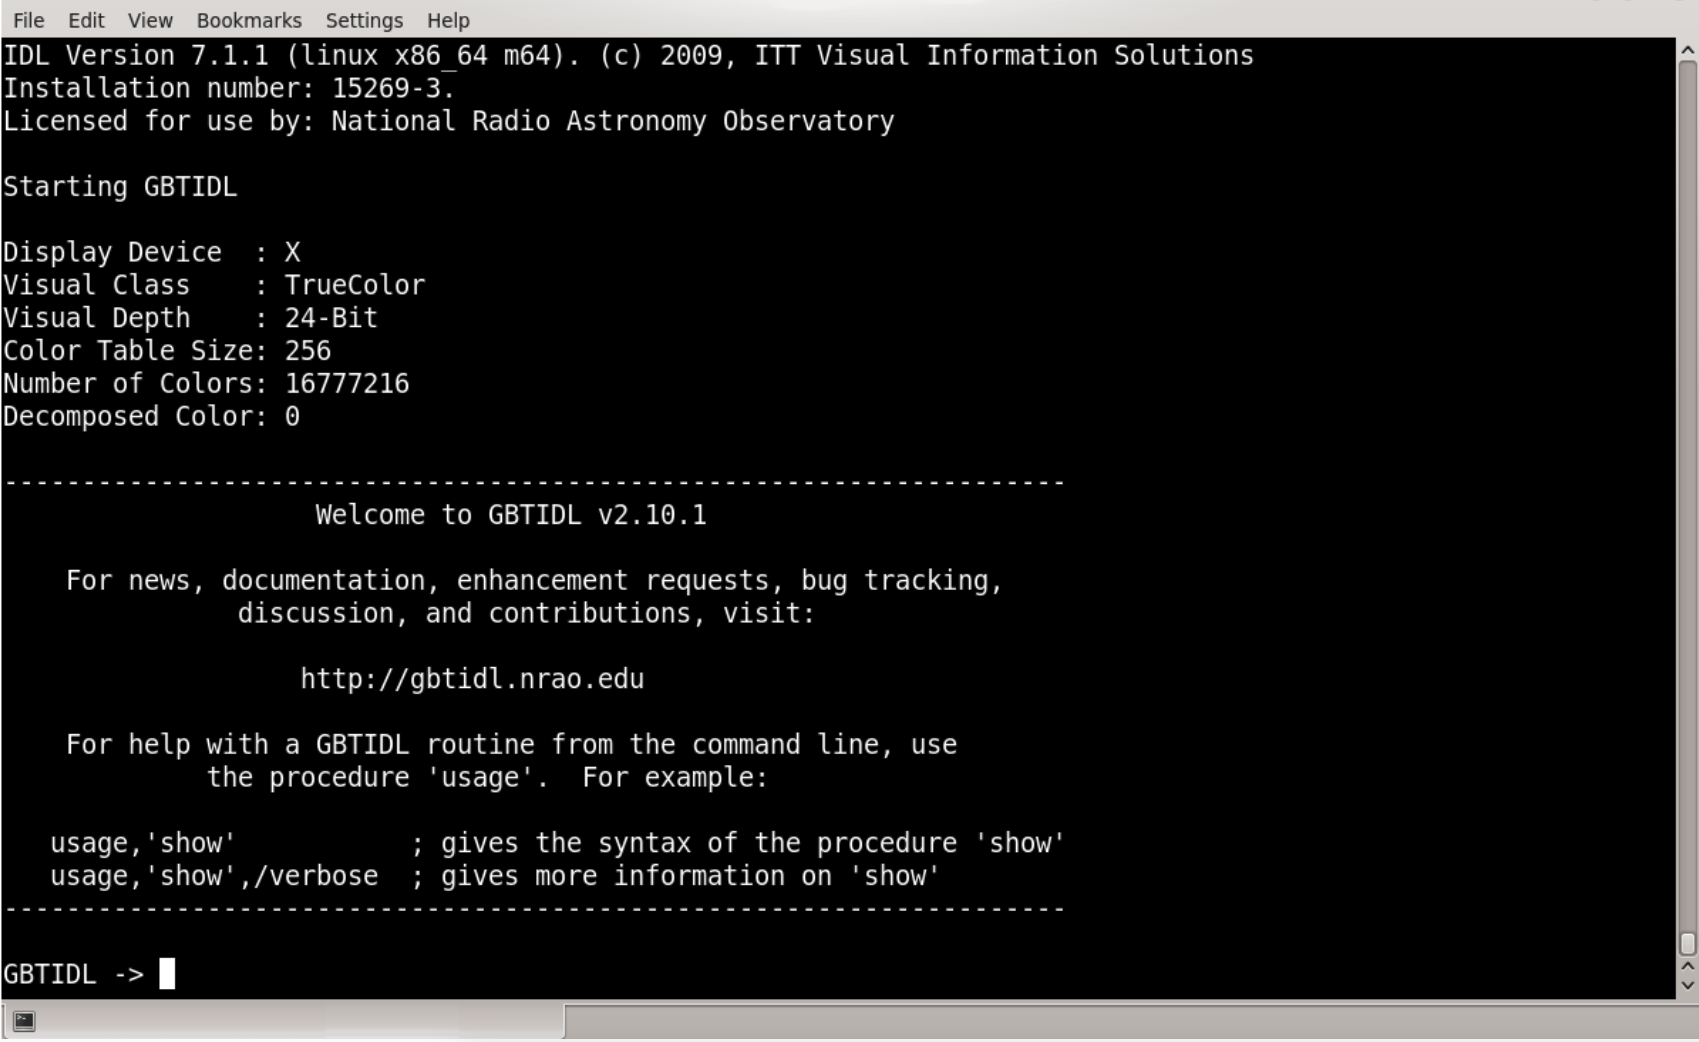 File Edit View Bookmarks Settings Help
IDL Version 7.1.1 (linux x86_64 m64). (c) 2009, ITT Visual Information Solutions
Installation number: 15269-3.
Licensed for use by: National Radio Astronomy Observatory
Starting GBTIDL
Display Device  : X
Visual Class    : TrueColor
Visual Depth    : 24-Bit
Color Table Size: 256
Number of Colors: 16777216
Decomposed Color: 0
--------------------------------------------------------------------
Welcome to GBTIDL v2.10.1
For news, documentation, enhancement requests, bug tracking,
discussion, and contributions, visit:
http://gbtidl.nrao.edu
For help with a GBTIDL routine from the command line, use
the procedure 'usage'.  For example:
usage,'show'           ; gives the syntax of the procedure 'show'
usage,'show',/verbose  ; gives more information on 'show'
--------------------------------------------------------------------
GBTIDL ->